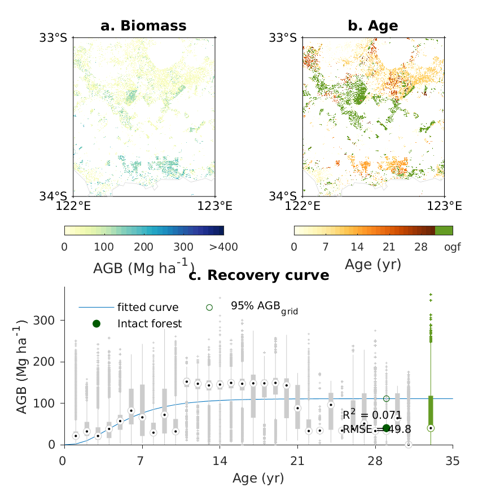 a. Biomass
b. Age
33°S
33°S
34°S
34°S
122°E
123°E
122°E
123°E
0
100
200
300
>400
0
7
14
21
28
ogf
AGB (Mg ha⁻¹)
Age (yr)
c. Recovery curve
fitted curve
95% AGB_grid
Intact forest
300
200
100
0
AGB (Mg ha⁻¹)
R² = 0.071
RMSE = 49.8
0
7
14
21
28
35
Age (yr)